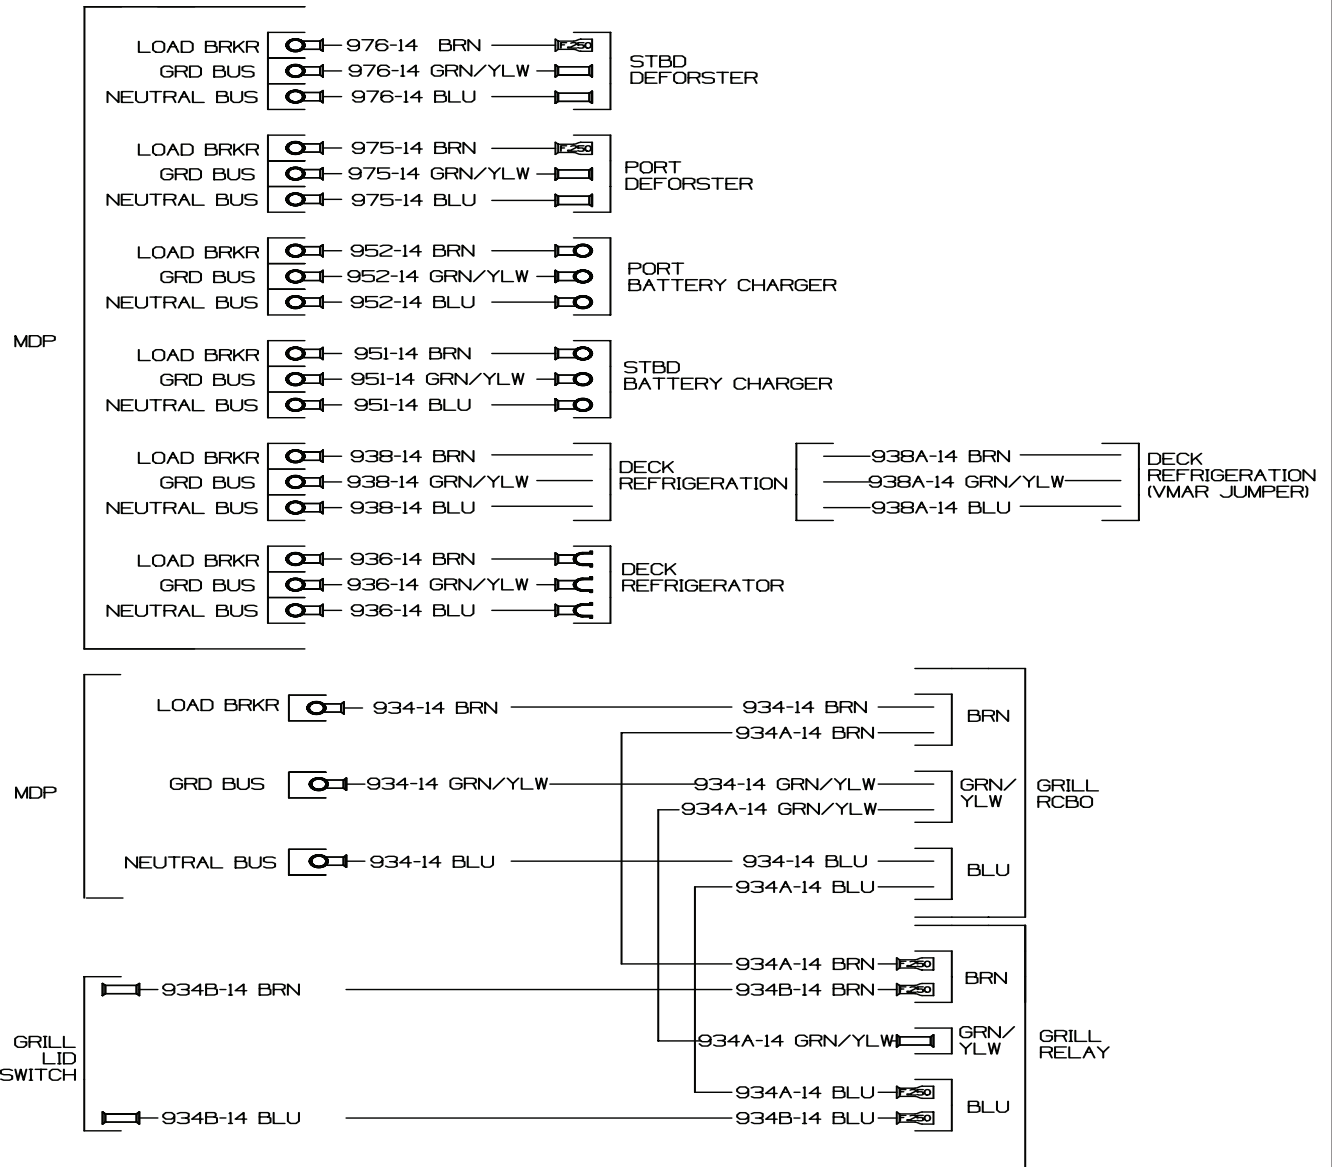 LOAD BRKR 976-14 BRN F.250
GRD BUS 976-14 GRN/YLW
NEUTRAL BUS 976-14 BLU
STBD
DEFORSTER
LOAD BRKR 975-14 BRN F.250
GRD BUS 975-14 GRN/YLW
NEUTRAL BUS 975-14 BLU
PORT
DEFORSTER
LOAD BRKR 952-14 BRN
GRD BUS 952-14 GRN/YLW
NEUTRAL BUS 952-14 BLU
PORT
BATTERY CHARGER
MDP
LOAD BRKR 951-14 BRN
GRD BUS 951-14 GRN/YLW
NEUTRAL BUS 951-14 BLU
STBD
BATTERY CHARGER
LOAD BRKR 938-14 BRN
GRD BUS 938-14 GRN/YLW
NEUTRAL BUS 938-14 BLU
DECK
REFRIGERATION
938A-14 BRN
938A-14 GRN/YLW
938A-14 BLU
DECK
REFRIGERATION
(VMAR JUMPER)
LOAD BRKR 936-14 BRN
GRD BUS 936-14 GRN/YLW
NEUTRAL BUS 936-14 BLU
DECK
REFRIGERATOR
MDP
LOAD BRKR 934-14 BRN 934-14 BRN
934A-14 BRN
BRN
GRD BUS 934-14 GRN/YLW 934-14 GRN/YLW
934A-14 GRN/YLW
GRN/
YLW
GRILL
RCBO
NEUTRAL BUS 934-14 BLU 934-14 BLU
934A-14 BLU
BLU
934A-14 BRN F.250
934B-14 BRN 934B-14 BRN F.250
BRN
GRILL
LID
SWITCH
934A-14 GRN/YLW
GRN/
YLW
GRILL
RELAY
934A-14 BLU F.250
934B-14 BLU 934B-14 BLU F.250
BLU